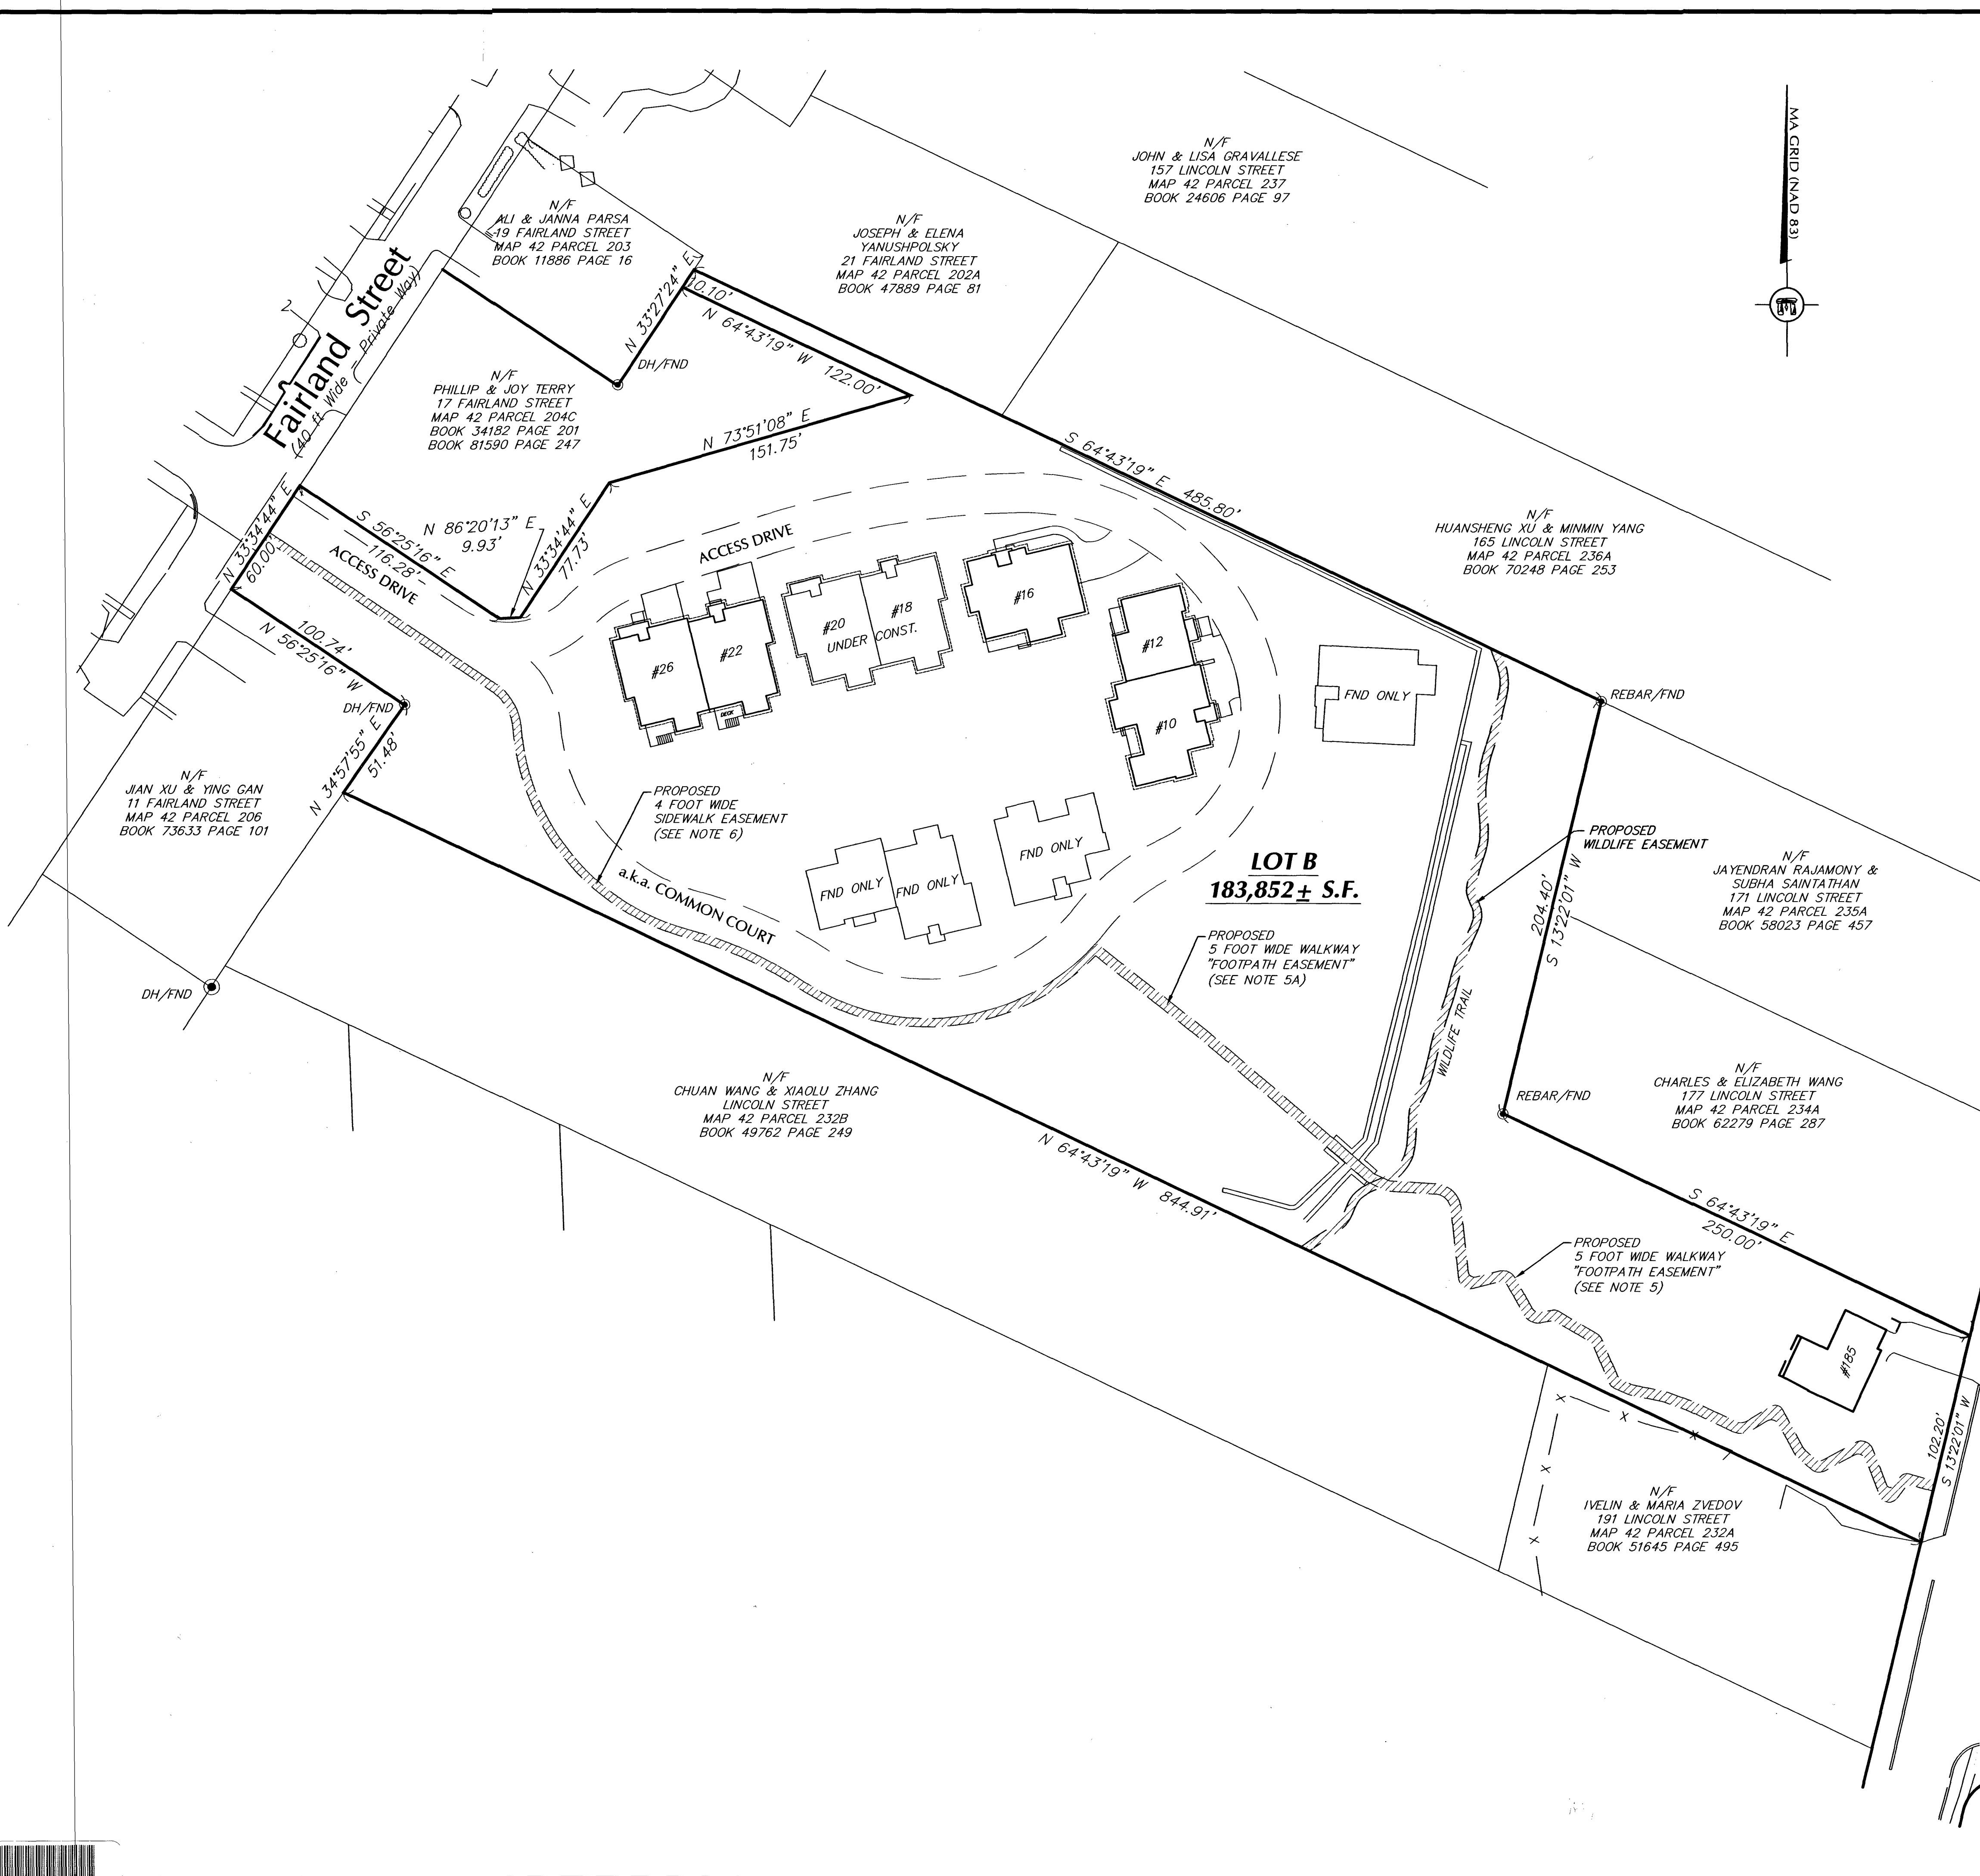 MA GRID (NAD 83)
N/F
JOHN & LISA GRAVALLESE
157 LINCOLN STREET
MAP 42 PARCEL 237
BOOK 24606 PAGE 97
N/F
ALI & JANNA PARSA
19 FAIRLAND STREET
MAP 42 PARCEL 203
BOOK 11886 PAGE 16
N/F
JOSEPH & ELENA
YANUSHPOLSKY
21 FAIRLAND STREET
MAP 42 PARCEL 202A
BOOK 47889 PAGE 81
Fairland Street
(40 ft Wide - Private Way)
2
N 33°27'24" E
10.10'
N 64°43'19" W 122.00'
DH/FND
N/F
PHILLIP & JOY TERRY
17 FAIRLAND STREET
MAP 42 PARCEL 204C
BOOK 34182 PAGE 201
BOOK 81590 PAGE 247
N 73°51'08" E
151.75'
S 64°43'19" E 485.80'
N/F
HUANSHENG XU & MINMIN YANG
165 LINCOLN STREET
MAP 42 PARCEL 236A
BOOK 70248 PAGE 253
N 33°34'44" E
60.00'
S 56°25'16" E
116.28'
ACCESS DRIVE
N 86°20'13" E
9.93'
N 33°34'44" E
77.73'
ACCESS DRIVE
#26
#22
DECK
#20
#18
UNDER CONST.
#16
#12
#10
FND ONLY
REBAR/FND
100.74'
N 56°25'16" W
DH/FND
N 34°57'55" E
51.48'
N/F
JIAN XU & YING GAN
11 FAIRLAND STREET
MAP 42 PARCEL 206
BOOK 73633 PAGE 101
PROPOSED
4 FOOT WIDE
SIDEWALK EASEMENT
(SEE NOTE 6)
a.k.a. COMMON COURT
FND ONLY
FND ONLY
FND ONLY
LOT B
183,852± S.F.
PROPOSED
WILDLIFE EASEMENT
204.40'
S 13°22'01" W
N/F
JAYENDRAN RAJAMONY &
SUBHA SAINTATHAN
171 LINCOLN STREET
MAP 42 PARCEL 235A
BOOK 58023 PAGE 457
PROPOSED
5 FOOT WIDE WALKWAY
"FOOTPATH EASEMENT"
(SEE NOTE 5A)
DH/FND
WILDLIFE TRAIL
N/F
CHUAN WANG & XIAOLU ZHANG
LINCOLN STREET
MAP 42 PARCEL 232B
BOOK 49762 PAGE 249
REBAR/FND
N/F
CHARLES & ELIZABETH WANG
177 LINCOLN STREET
MAP 42 PARCEL 234A
BOOK 62279 PAGE 287
N 64°43'19" W 844.91'
S 64°43'19" E
250.00'
PROPOSED
5 FOOT WIDE WALKWAY
"FOOTPATH EASEMENT"
(SEE NOTE 5)
#185
102.20'
S 13°22'01" W
N/F
IVELIN & MARIA ZVEDOV
191 LINCOLN STREET
MAP 42 PARCEL 232A
BOOK 51645 PAGE 495